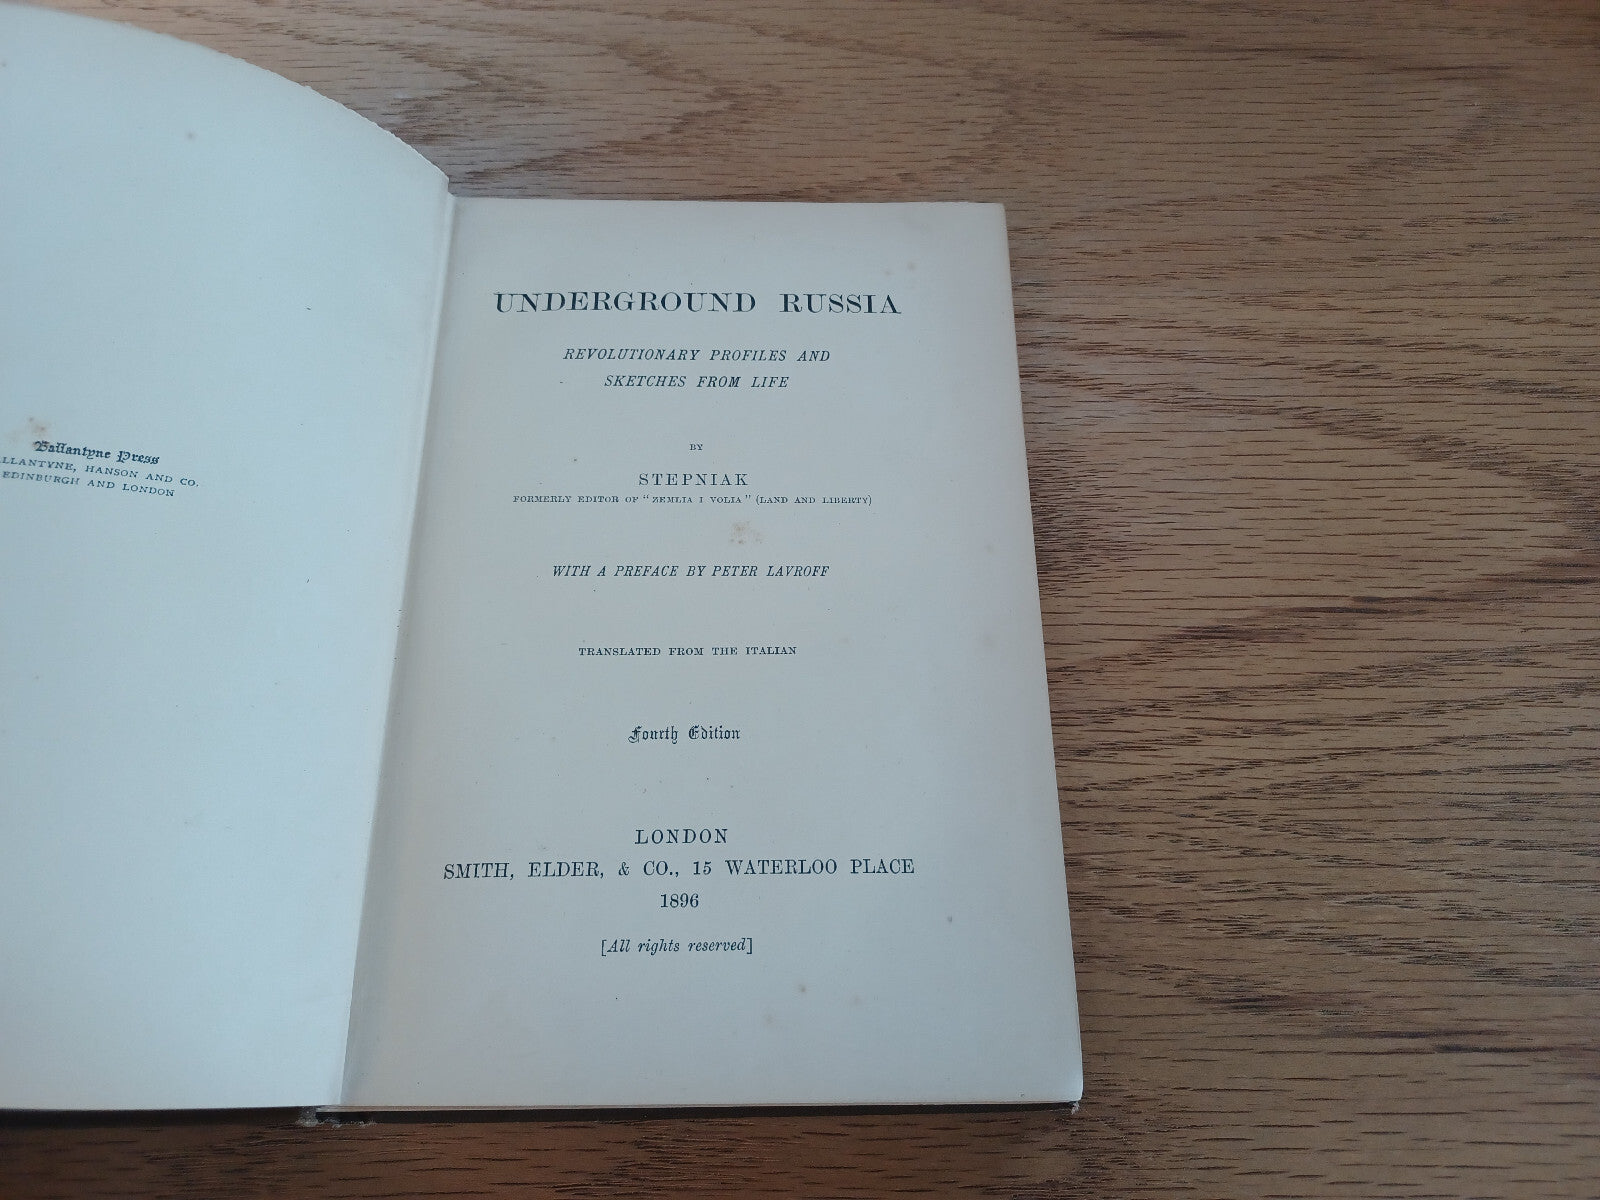 Ballantyne Press
BALLANTYNE, HANSON AND CO.
EDINBURGH AND LONDON
UNDERGROUND RUSSIA
REVOLUTIONARY PROFILES AND
SKETCHES FROM LIFE
BY
STEPNIAK
FORMERLY EDITOR OF "ZEMLIA I VOLIA" (LAND AND LIBERTY)
WITH A PREFACE BY PETER LAVROFF
TRANSLATED FROM THE ITALIAN
Fourth Edition
LONDON
SMITH, ELDER, & CO., 15 WATERLOO PLACE
1896
[All rights reserved]